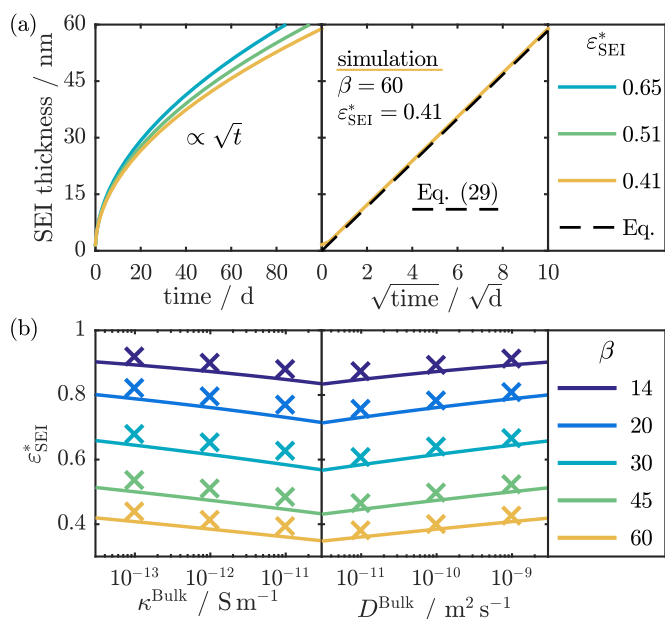 (a)
SEI thickness / nm
60
45
30
15
0
∝ √t
0 20 40 60 80
time / d
simulation
β = 60
ε*SEI = 0.41
Eq. (29)
0 2 4 6 8 10
√time / √d
ε*SEI
0.65
0.51
0.41
Eq.
(b)
ε*SEI
1
0.8
0.6
0.4
10⁻¹³ 10⁻¹² 10⁻¹¹
κᴮᵘˡᵏ / S m⁻¹
10⁻¹¹ 10⁻¹⁰ 10⁻⁹
Dᴮᵘˡᵏ / m² s⁻¹
β
14
20
30
45
60